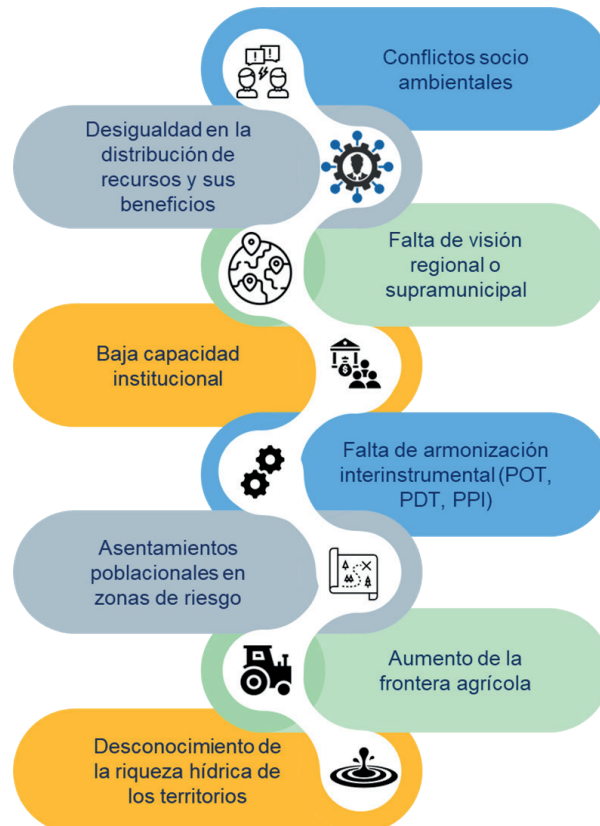 Conflictos socio
ambientales
Desigualdad en la
distribución de
recursos y sus
beneficios
Falta de visión
regional o
supramunicipal
Baja capacidad
institucional
Falta de armonización
interinstrumental (POT,
PDT, PPI)
Asentamientos
poblacionales en
zonas de riesgo
Aumento de la
frontera agrícola
Desconocimiento de
la riqueza hídrica de
los territorios